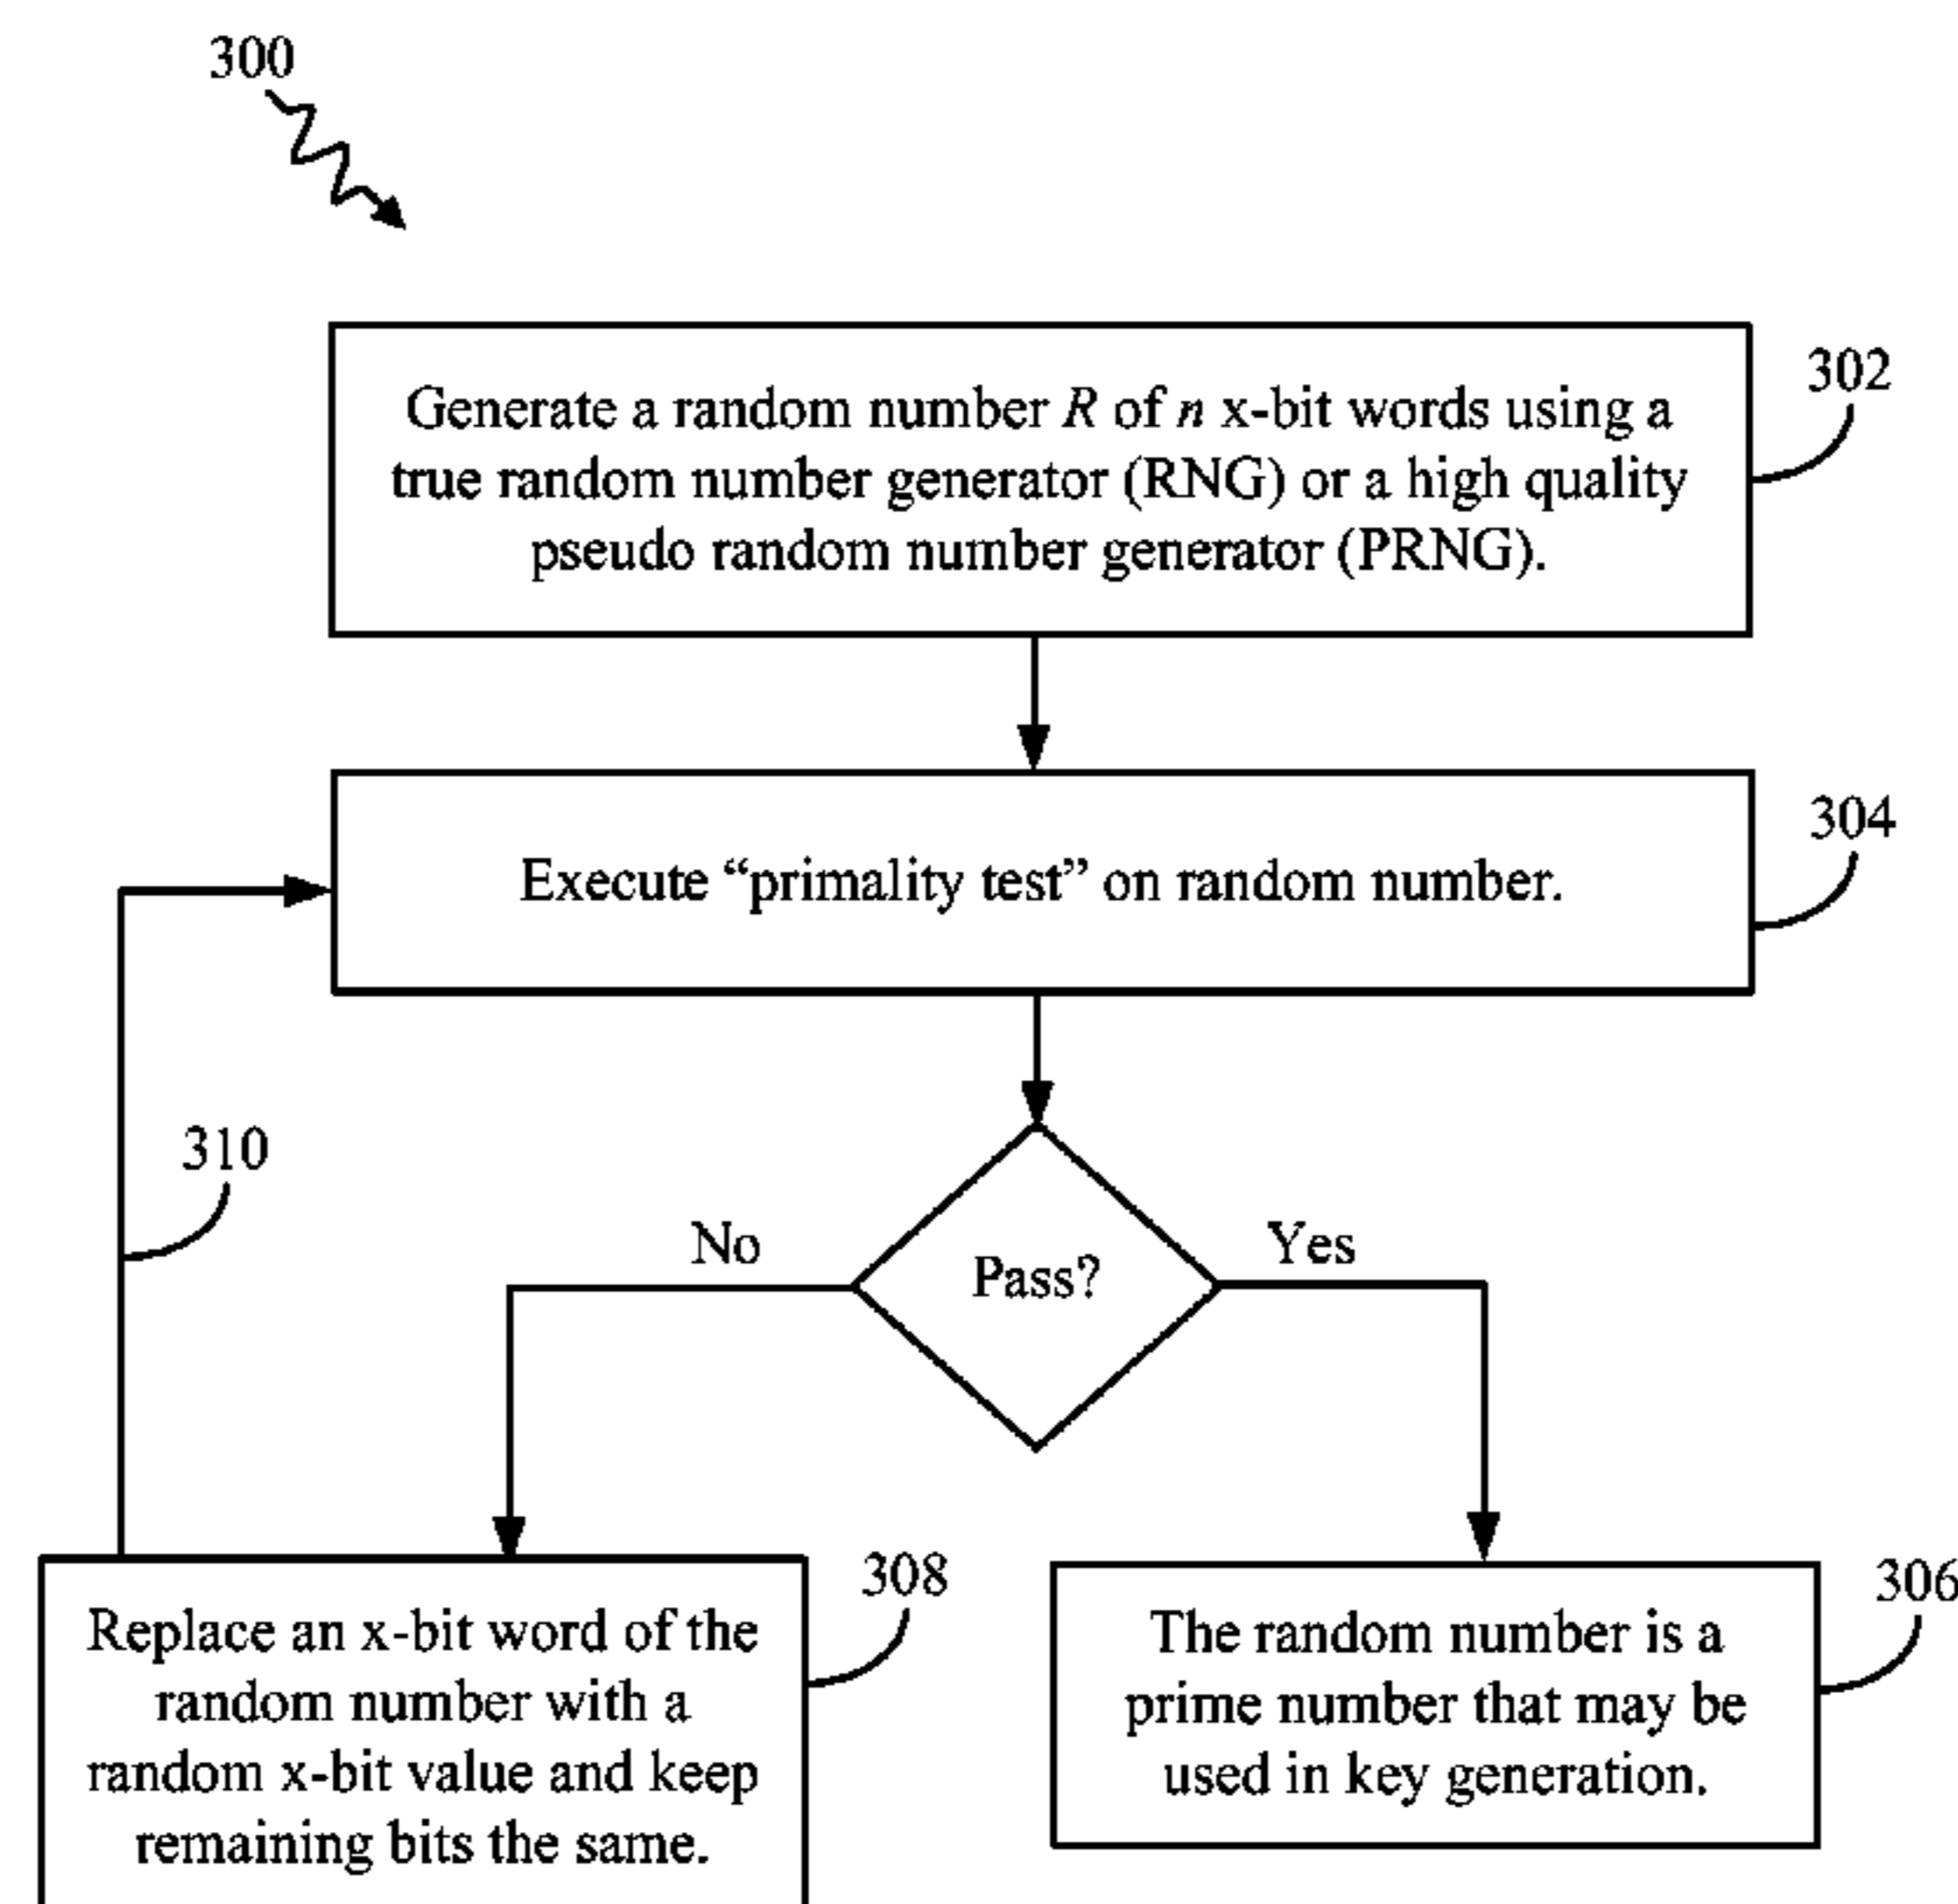 300
Generate a random number R of n x-bit words using a
true random number generator (RNG) or a high quality
pseudo random number generator (PRNG).
302
Execute “primality test” on random number.
304
310
No
Pass?
Yes
Replace an x-bit word of the
random number with a
random x-bit value and keep
remaining bits the same.
308
The random number is a
prime number that may be
used in key generation.
306